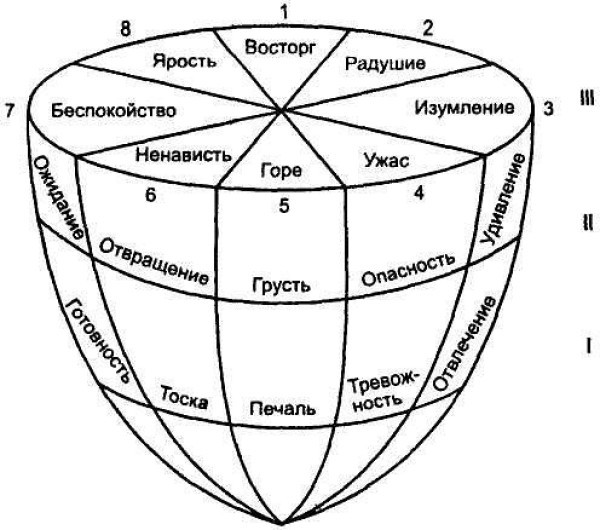 1
8
2
Восторг
Ярость
Радушие
7
Беспокойство
Изумление
3
III
Ненависть
Горе
Ужас
6
5
4
Ожидание
Отвращение
Грусть
Опасность
Удивление
II
Готовность
Тоска
Печаль
Тревож-
ность
Отвлечение
I